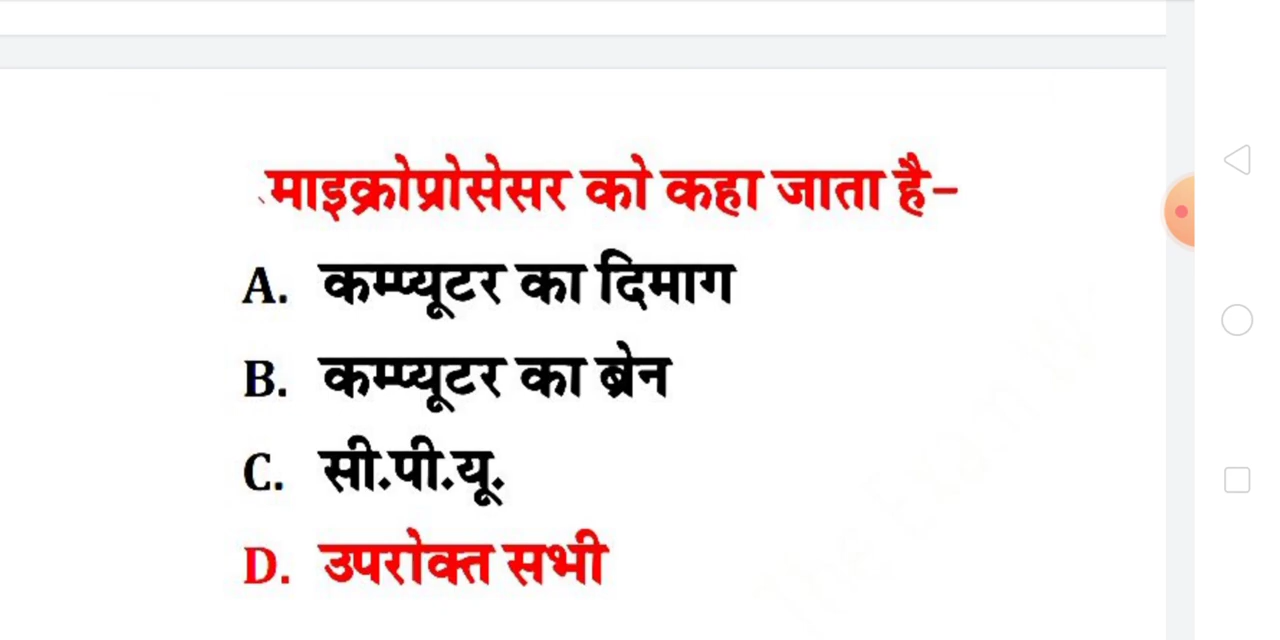 माइक्रोप्रोसेसर को कहा जाता है-
A. कम्प्यूटर का दिमाग
B. कम्प्यूटर का ब्रेन
C. सी.पी.यू.
D. उपरोक्त सभी